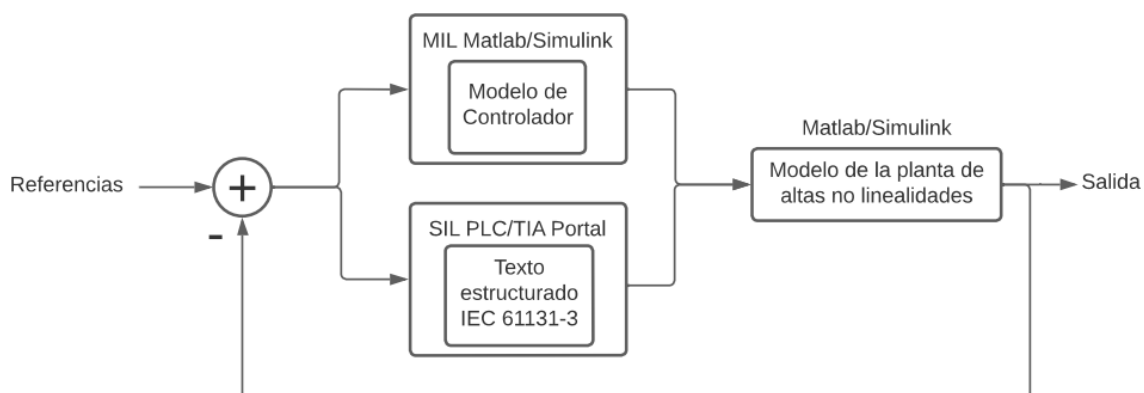 MIL Matlab/Simulink
Modelo de
Controlador
Matlab/Simulink
Referencias
+
-
Modelo de la planta de
altas no linealidades
Salida
SIL PLC/TIA Portal
Texto
estructurado
IEC 61131-3